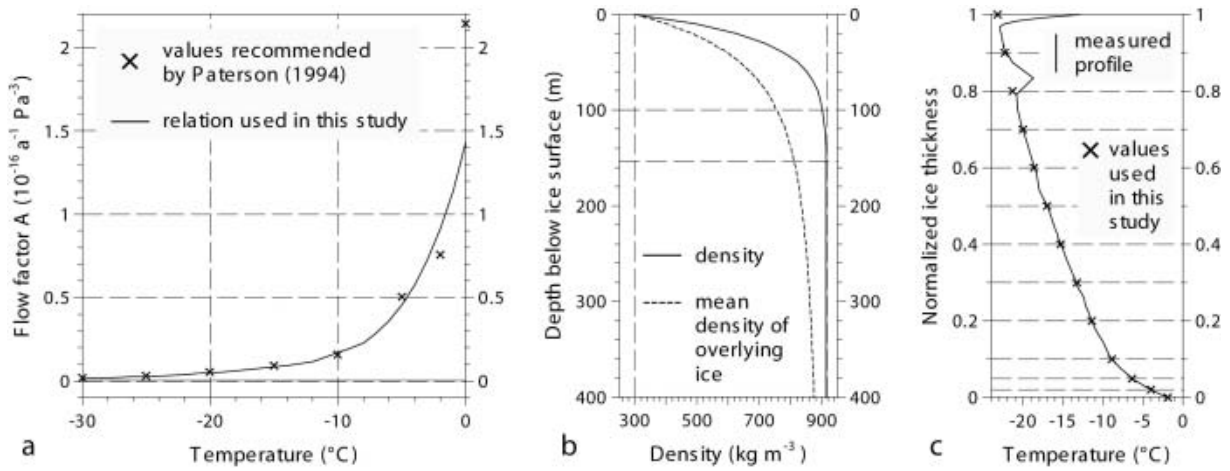 2
1.5
1
0.5
0
Flow factor A (10⁻¹⁶ a⁻¹ Pa⁻³)
values recommended
by Paterson (1994)
relation used in this study
2
1.5
1
0.5
0
-30
-20
-10
0
a
Temperature (°C)
0
100
200
300
400
Depth below ice surface (m)
density
mean
density of
overlying
ice
0
100
200
300
400
300
500
700
900
b
Density (kg m⁻³)
1
0.8
0.6
0.4
0.2
0
Normalized ice thickness
measured
profile
values
used
in this
study
1
0.8
0.6
0.4
0.2
0
-20
-15
-10
-5
0
c
Temperature (°C)